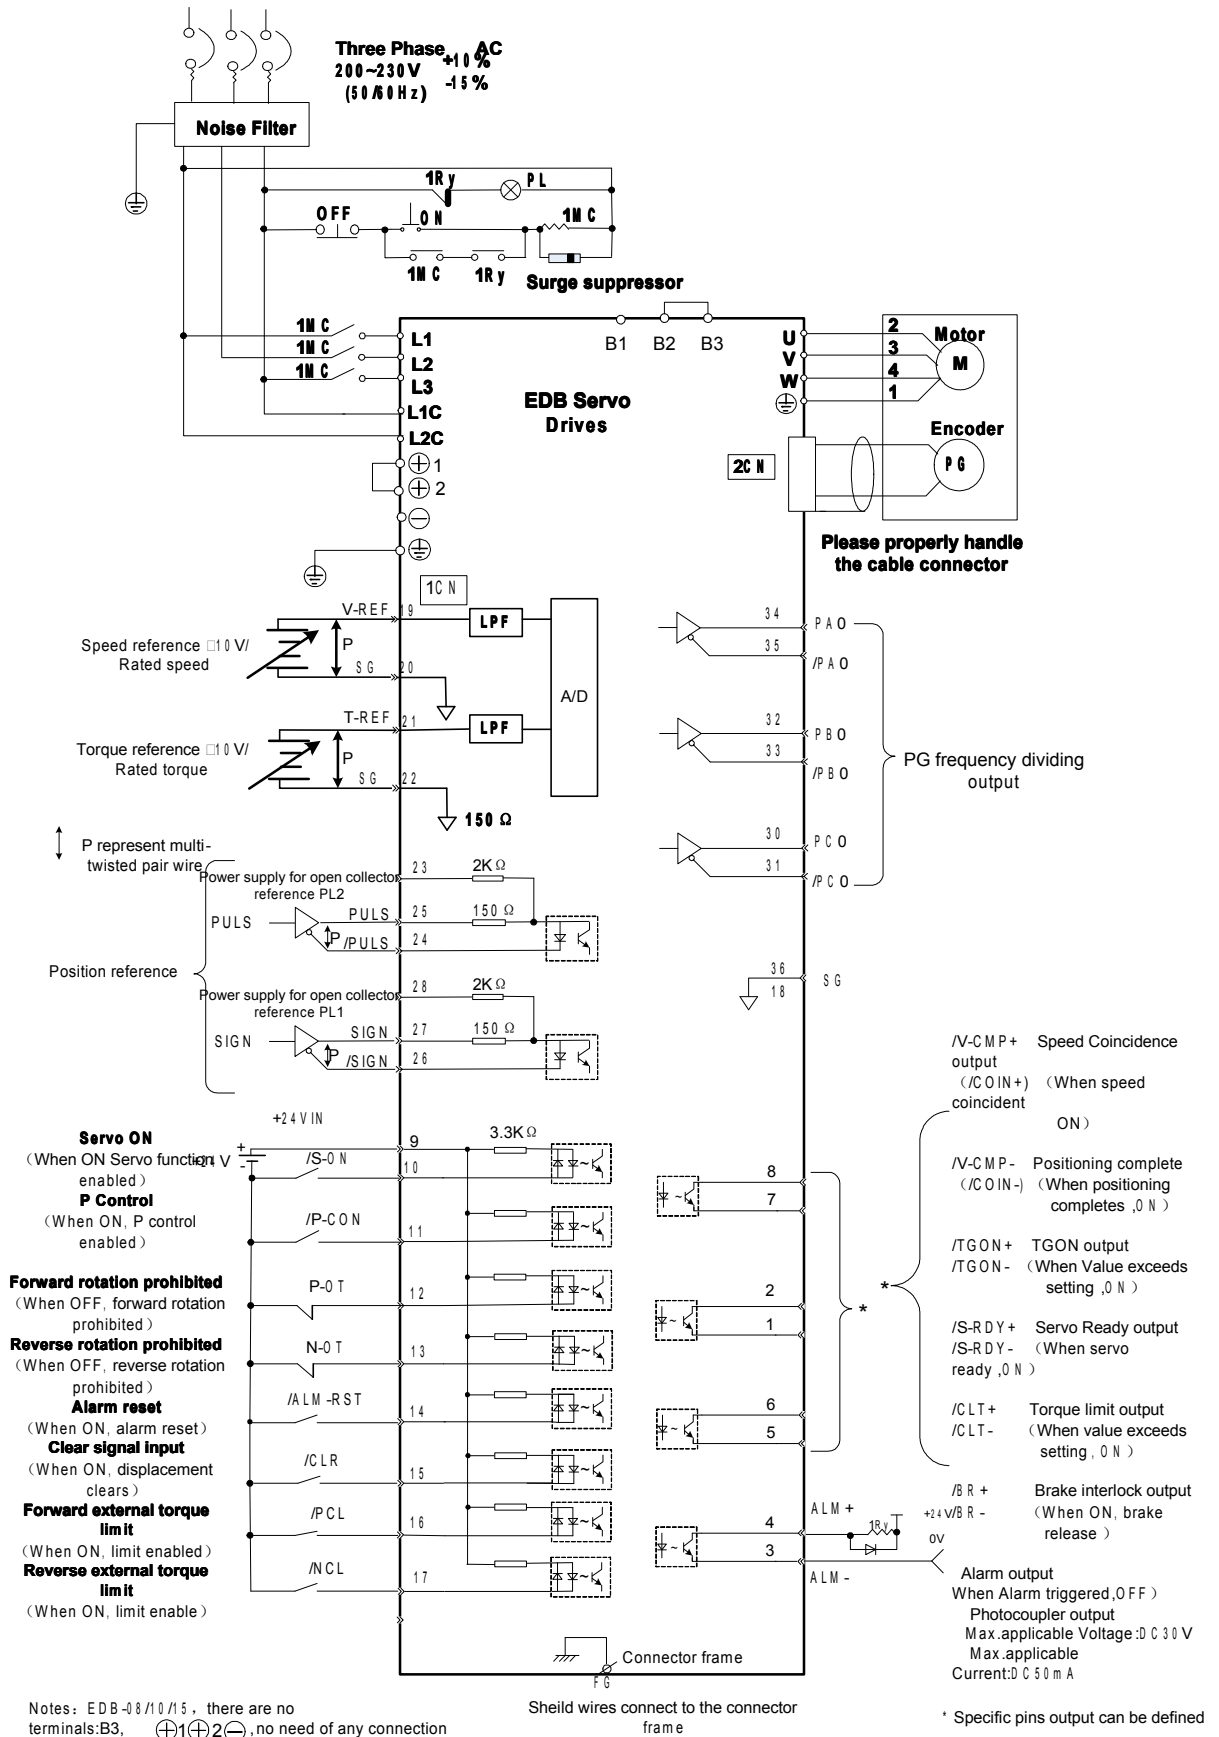 Three Phase AC
200~230V +10%
-15%
(50/60Hz)
Noise Filter
1Ry
PL
OFF
ON
1MC
1MC
1Ry
Surge suppressor
1MC
1MC
1MC
L1
L2
L3
L1C
L2C
1
2
B1 B2 B3
EDB Servo
Drives
U
V
W
2
3
4
1
Motor
M
Encoder
PG
2CN
Please properly handle
the cable connector
1CN
V-REF 19
LPF
Speed reference □10V/
Rated speed
P
SG 20
A/D
T-REF 21
LPF
Torque reference □10V/
Rated torque
P
SG 22
150 Ω
P represent multi-
twisted pair wire
Power supply for open collector
reference PL2
23
2KΩ
PULS
PULS 25
150 Ω
P
/PULS 24
Position reference
Power supply for open collector
reference PL1
28
2KΩ
SIGN
SIGN 27
150 Ω
P
/SIGN 26
34 PAO
35 /PAO
32 PBO
33 /PBO
30 PCO
31 /PCO
PG frequency dividing
output
36
18
SG
+24VIN
+
-
+24V
9
3.3KΩ
Servo ON
(When ON Servo function
enabled)
/S-ON 10
P Control
(When ON, P control
enabled)
/P-CON 11
Forward rotation prohibited
(When OFF, forward rotation
prohibited)
P-OT 12
Reverse rotation prohibited
(When OFF, reverse rotation
prohibited)
N-OT 13
Alarm reset
(When ON, alarm reset)
/ALM-RST 14
Clear signal input
(When ON, displacement
clears)
/CLR 15
Forward external torque
limit
(When ON, limit enabled)
/PCL 16
Reverse external torque
limit
(When ON, limit enable)
/NCL 17
8
7
2
1
6
5
*
*
4
3
ALM+
ALM-
1Ry
+24V
0V
/V-CMP+ Speed Coincidence
output
(/COIN+) (When speed
coincident
ON)
/V-CMP- Positioning complete
(/COIN-) (When positioning
completes ,ON)
/TGON+ TGON output
/TGON- (When Value exceeds
setting ,ON)
/S-RDY+ Servo Ready output
/S-RDY- (When servo
ready ,ON)
/CLT+ Torque limit output
/CLT- (When value exceeds
setting, ON)
/BR+ Brake interlock output
/BR- (When ON, brake
release)
Alarm output
When Alarm triggered,OFF)
Photocoupler output
Max.applicable Voltage:DC30V
Max.applicable
Current:DC50mA
Connector frame
FG
Sheild wires connect to the connector
frame
Notes: EDB-08/10/15, there are no
terminals:B3, ⊕1⊕2⊖,no need of any connection
* Specific pins output can be defined